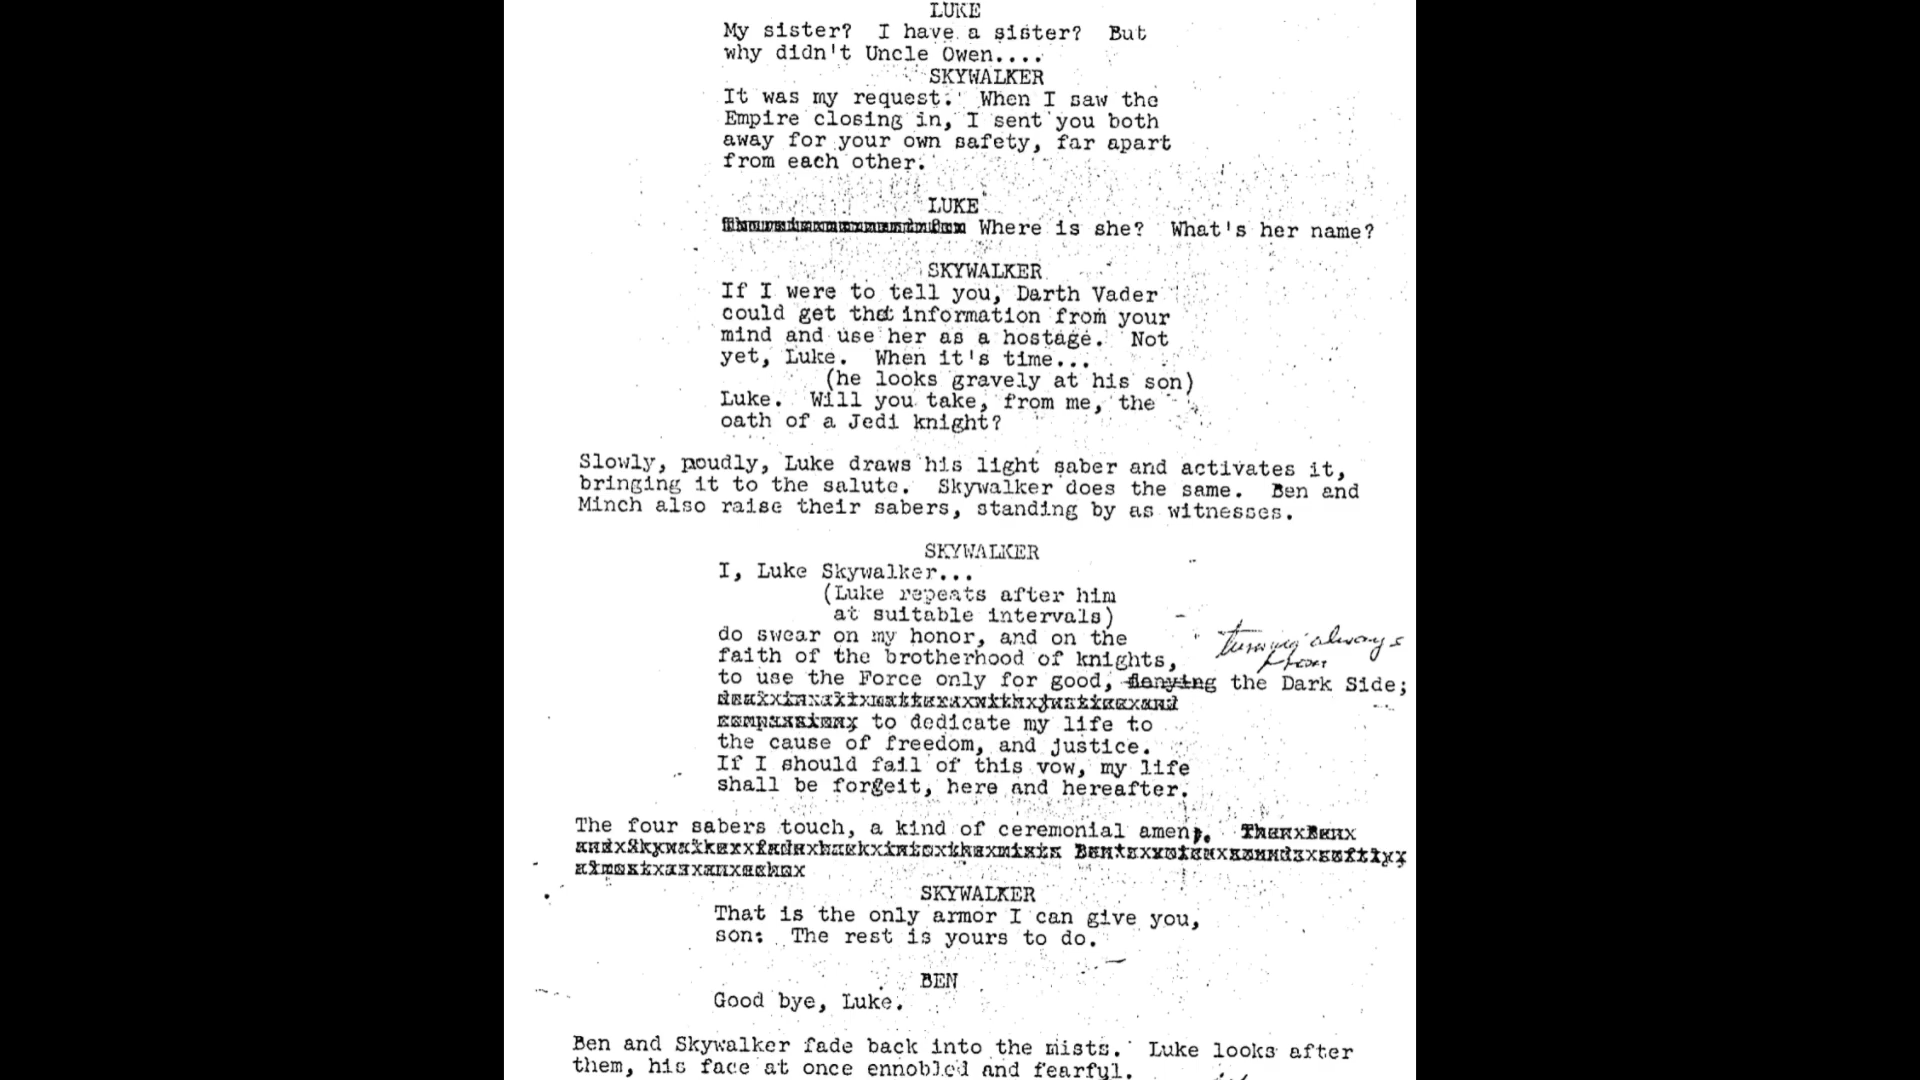 LUKE
My sister? I have a sister? But
why didn't Uncle Owen....
SKYWALKER
It was my request. When I saw the
Empire closing in, I sent you both
away for your own safety, far apart
from each other.
LUKE
Where is she? What's her name?
SKYWALKER
If I were to tell you, Darth Vader
could get that information from your
mind and use her as a hostage. Not
yet, Luke. When it's time...
(he looks gravely at his son)
Luke. Will you take, from me, the
oath of a Jedi knight?
Slowly, poudly, Luke draws his light saber and activates it,
bringing it to the salute. Skywalker does the same. Ben and
Minch also raise their sabers, standing by as witnesses.
SKYWALKER
I, Luke Skywalker...
(Luke repeats after him
at suitable intervals)
do swear on my honor, and on the
faith of the brotherhood of knights,
turning always
from
to use the Force only for good, denying the Dark Side;
to dedicate my life to
the cause of freedom, and justice.
If I should fail of this vow, my life
shall be forgeit, here and hereafter.
The four sabers touch, a kind of ceremonial amen.
SKYWALKER
That is the only armor I can give you,
son: The rest is yours to do.
BEN
Good bye, Luke.
Ben and Skywalker fade back into the mists. Luke looks after
them, his face at once ennobled and fearful.